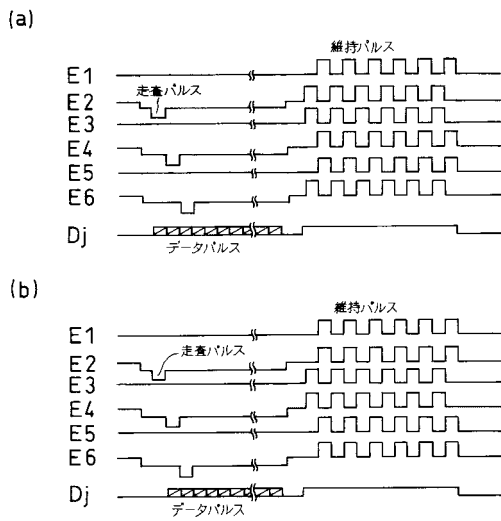 (a)
維持パルス
E1
走査パルス
E2
E3
E4
E5
E6
Dj
データパルス
(b)
維持パルス
E1
走査パルス
E2
E3
E4
E5
E6
Dj
データパルス